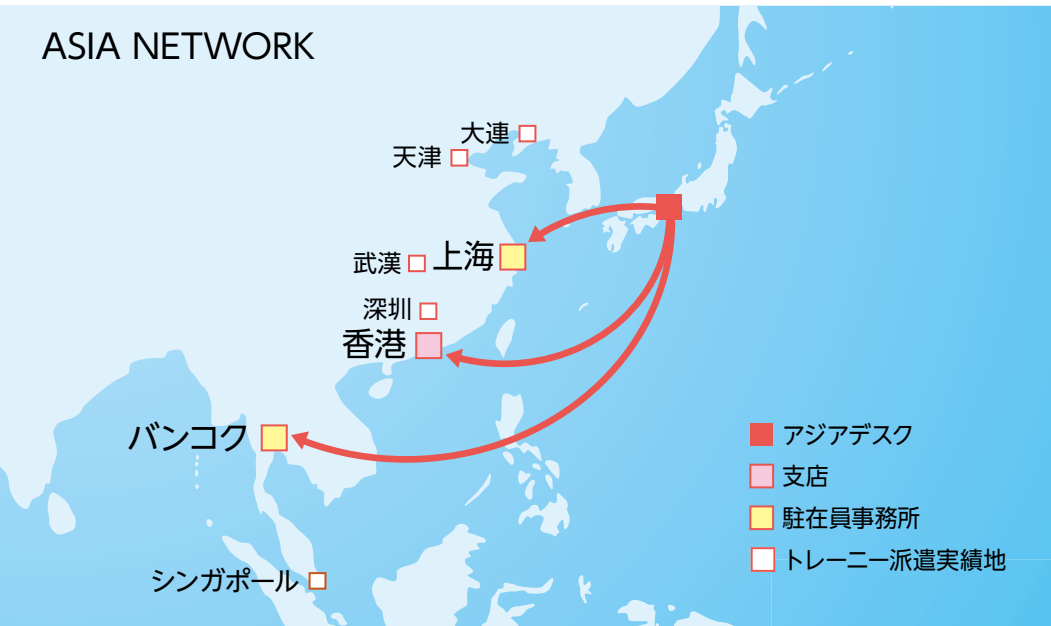 ASIA NETWORK
大連
天津
武漢
上海
深圳
香港
バンコク
シンガポール
アジアデスク
支店
駐在員事務所
トレーニー派遣実績地